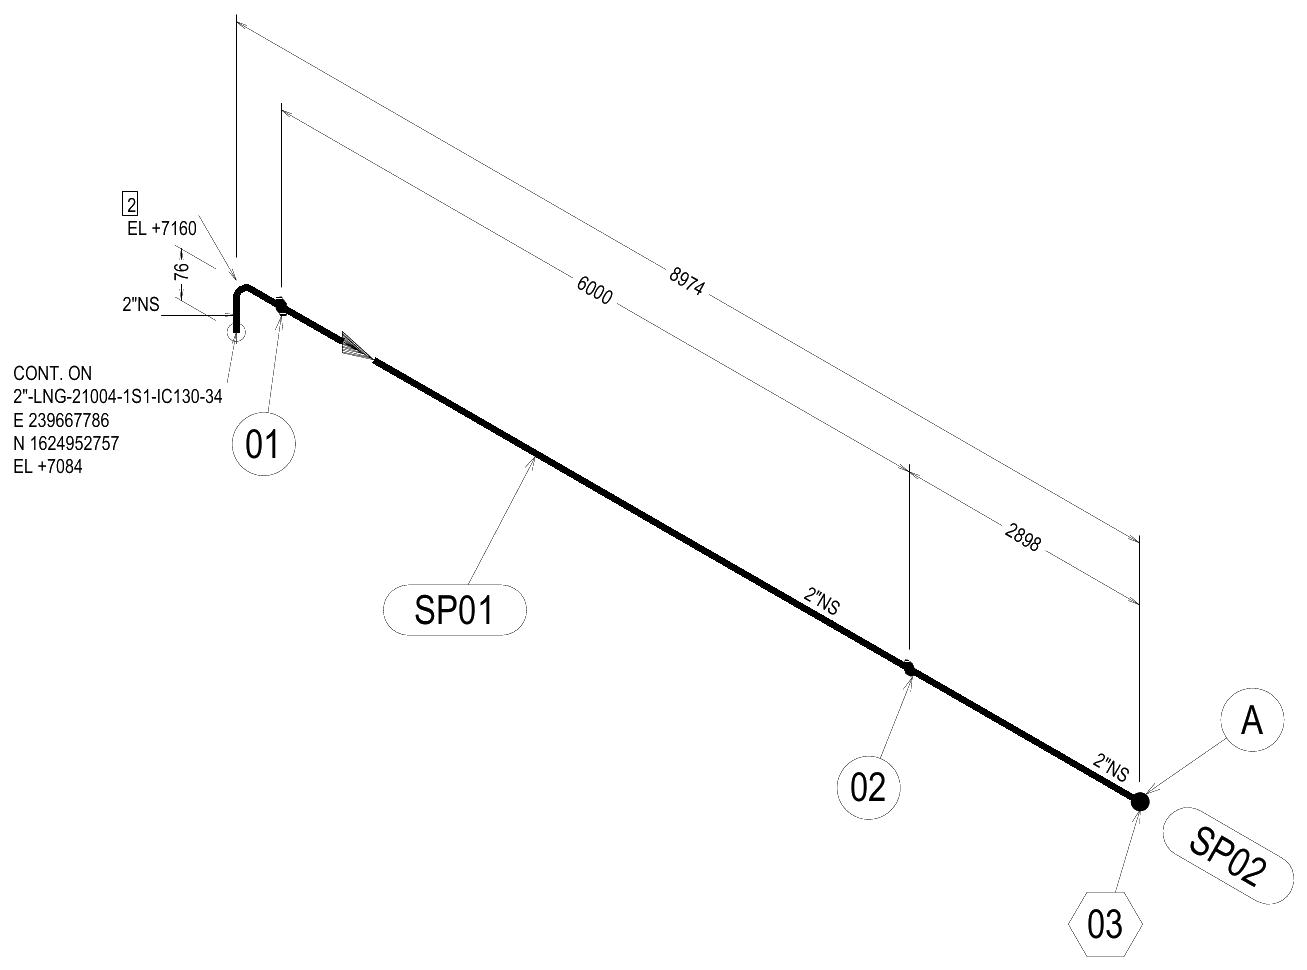 8974
6000
2
EL +7160
76
2"NS
CONT. ON
2"-LNG-21004-1S1-IC130-34
E 239667786
N 1624952757
EL +7084
01
2898
SP01
2"NS
A
2"NS
02
SP02
03